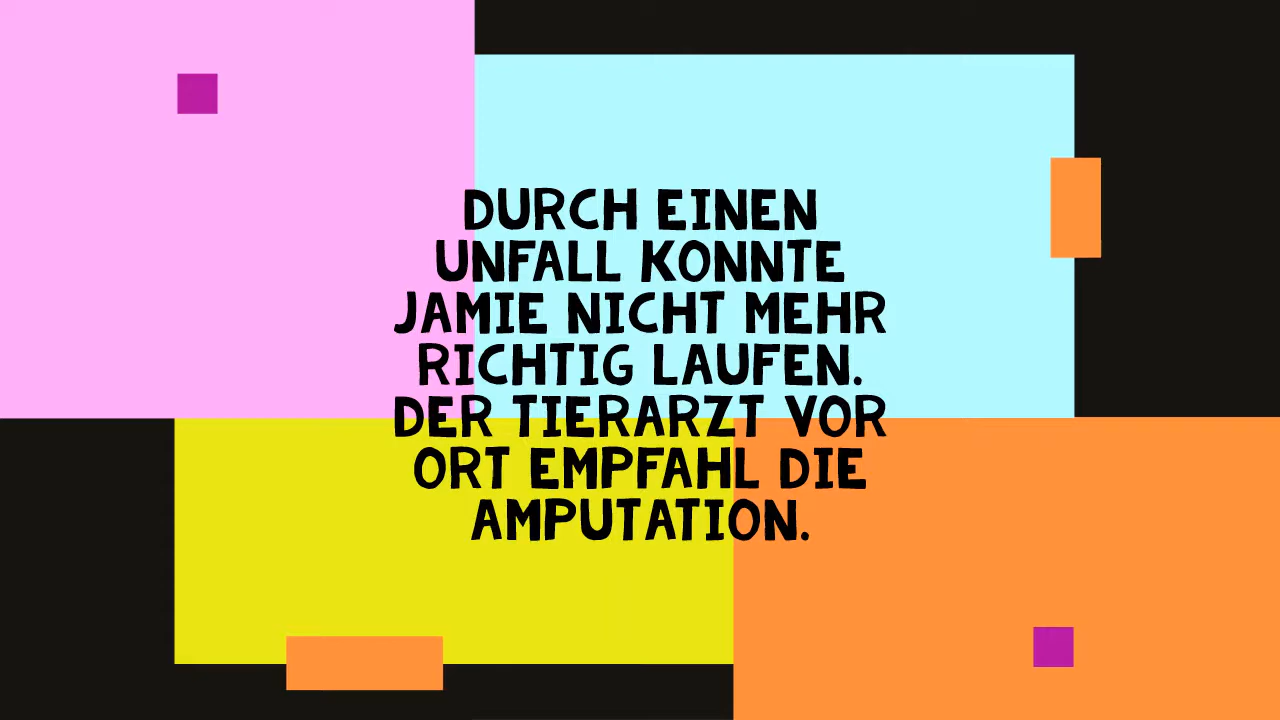 DURCH EINEN
UNFALL KONNTE
JAMIE NICHT MEHR
RICHTIG LAUFEN.
DER TIERARZT VOR
ORT EMPFAHL DIE
AMPUTATION.